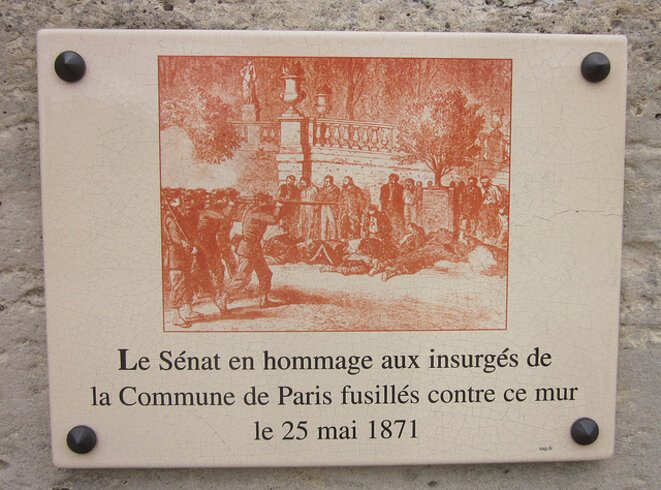 Le Sénat en hommage aux insurgés de
la Commune de Paris fusillés contre ce mur
le 25 mai 1871